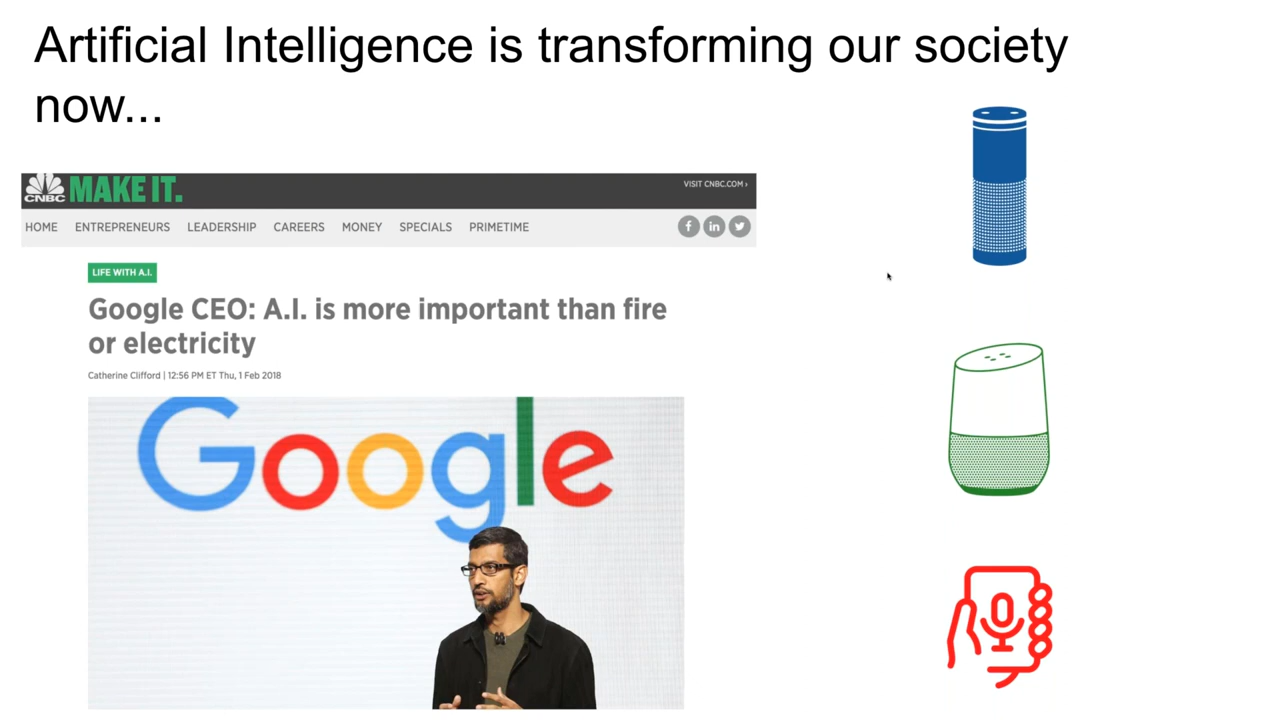 Artificial Intelligence is transforming our society
now...
CNBC MAKE IT.
VISIT CNBC.COM ›
HOME ENTREPRENEURS LEADERSHIP CAREERS MONEY SPECIALS PRIMETIME
f in
LIFE WITH A.I.
Google CEO: A.I. is more important than fire
or electricity
Catherine Clifford | 12:56 PM ET Thu, 1 Feb 2018
Google